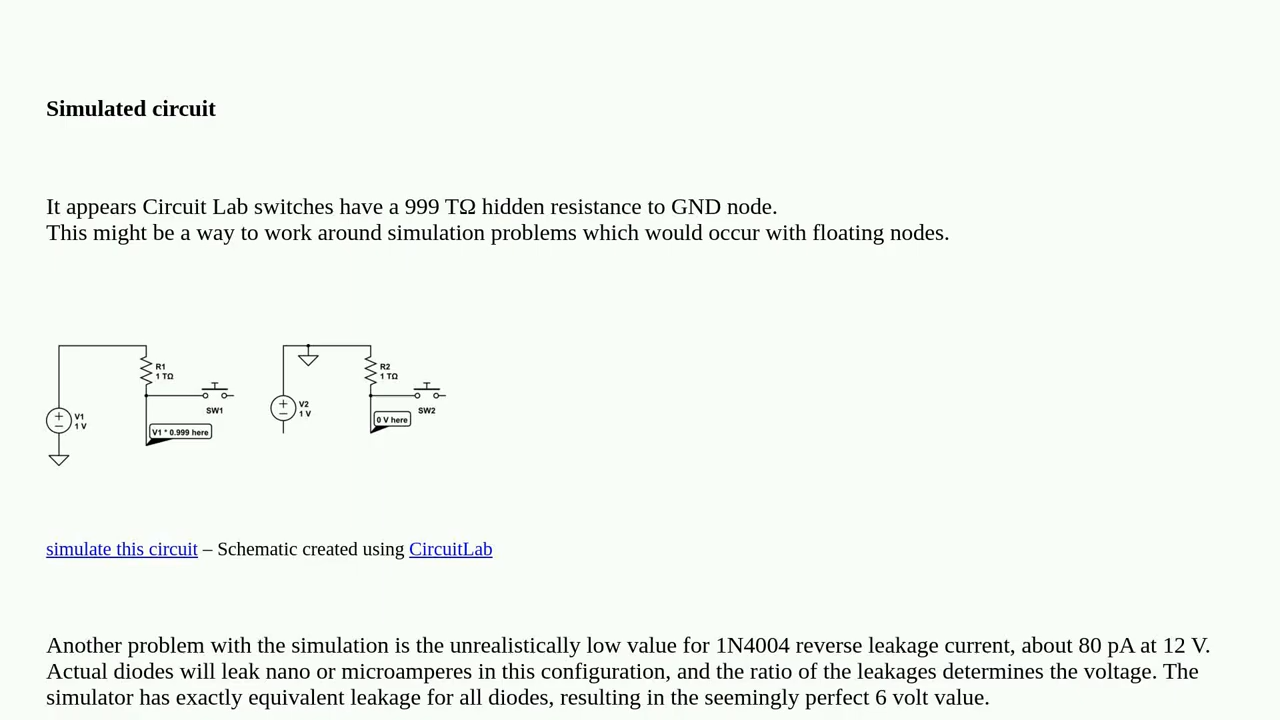 Simulated circuit
It appears Circuit Lab switches have a 999 TΩ hidden resistance to GND node.
This might be a way to work around simulation problems which would occur with floating nodes.
R1
1 TΩ
SW1
V1
1 V
V1 * 0.999 here
R2
1 TΩ
SW2
V2
1 V
0 V here
simulate this circuit – Schematic created using CircuitLab
Another problem with the simulation is the unrealistically low value for 1N4004 reverse leakage current, about 80 pA at 12 V.
Actual diodes will leak nano or microamperes in this configuration, and the ratio of the leakages determines the voltage. The
simulator has exactly equivalent leakage for all diodes, resulting in the seemingly perfect 6 volt value.